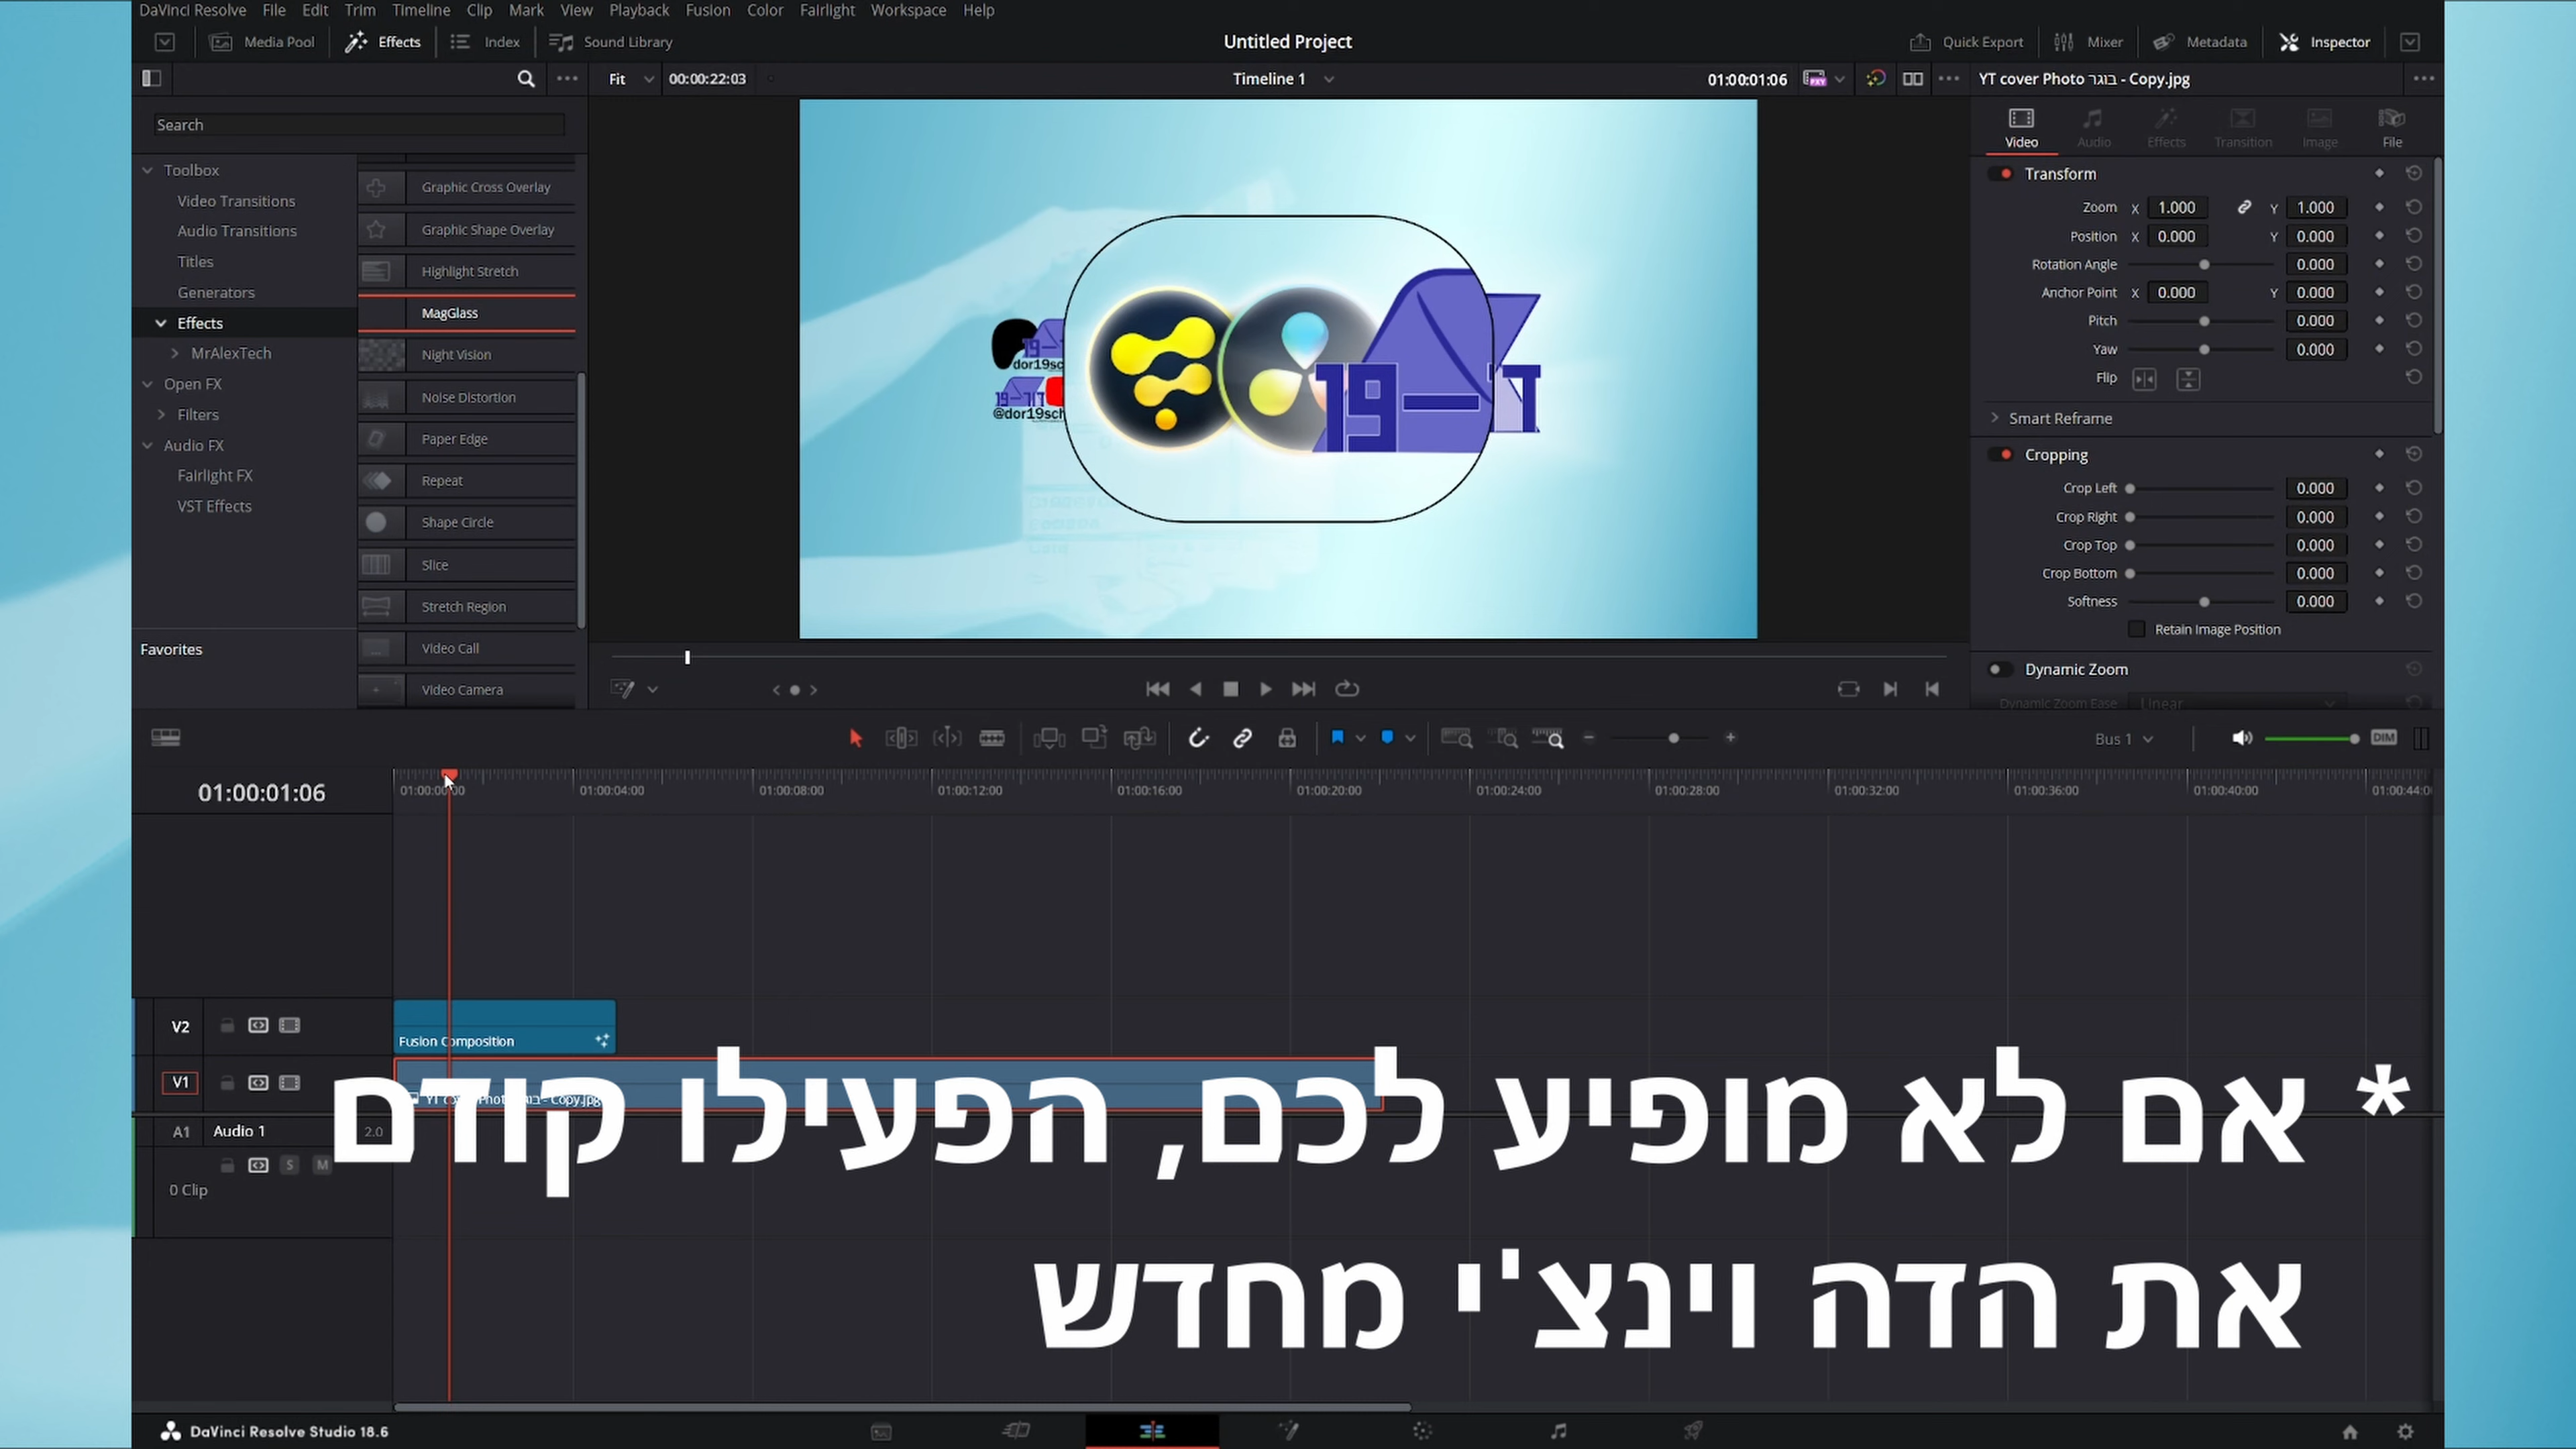 DaVinci Resolve File Edit Trim Timeline Clip Mark View Playback Fusion Color Fairlight Workspace Help
Media Pool Effects Index Sound Library Untitled Project Quick Export Mixer Metadata Inspector
Fit 00:00:22:03 Timeline 1 01:00:01:06 YT cover Photo בוגר - Copy.jpg
Search
Toolbox
Video Transitions
Audio Transitions
Titles
Generators
Effects
MrAlexTech
Open FX
Filters
Audio FX
Fairlight FX
VST Effects
Favorites
Graphic Cross Overlay
Graphic Shape Overlay
Highlight Stretch
MagGlass
Night Vision
Noise Distortion
Paper Edge
Repeat
Shape Circle
Slice
Stretch Region
Video Call
Video Camera
דור-19
@dor19sch
Video Audio Effects Transition Image File
Transform
Zoom X 1.000 Y 1.000
Position X 0.000 Y 0.000
Rotation Angle 0.000
Anchor Point X 0.000 Y 0.000
Pitch 0.000
Yaw 0.000
Flip
Smart Reframe
Cropping
Crop Left 0.000
Crop Right 0.000
Crop Top 0.000
Crop Bottom 0.000
Softness 0.000
Retain Image Position
Dynamic Zoom
Dynamic Zoom Ease Linear
Bus 1 DIM
01:00:01:06
01:00:00:00 01:00:04:00 01:00:08:00 01:00:12:00 01:00:16:00 01:00:20:00 01:00:24:00 01:00:28:00 01:00:32:00 01:00:36:00 01:00:40:00 01:00:44:0
V2
Fusion Composition
V1
A1 Audio 1 2.0
S M
0 Clip
* אם לא מופיע לכם, הפעילו קודם
את הדה וינצ'י מחדש
DaVinci Resolve Studio 18.6